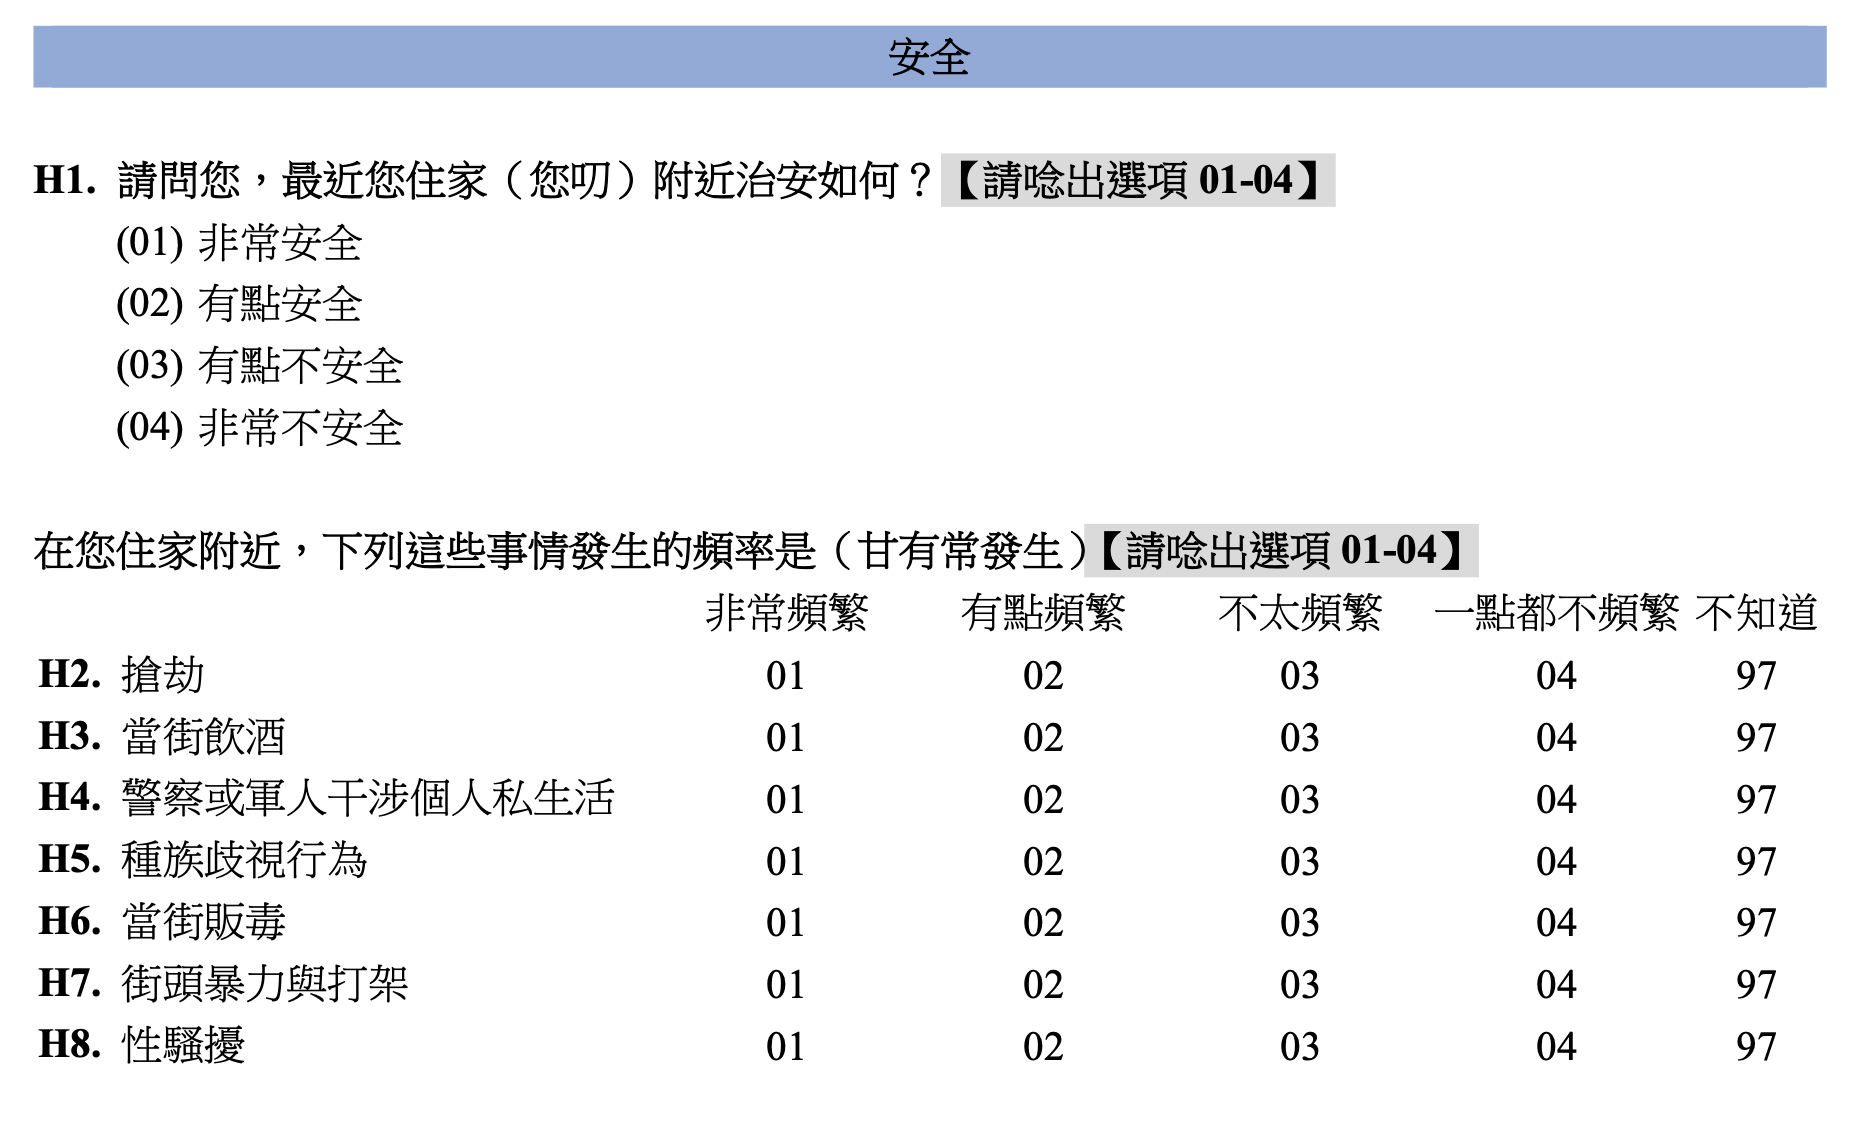 安全
H1. 請問您，最近您住家（您叨）附近治安如何？【請唸出選項 01-04】
(01) 非常安全
(02) 有點安全
(03) 有點不安全
(04) 非常不安全
在您住家附近，下列這些事情發生的頻率是（甘有常發生）【請唸出選項 01-04】
非常頻繁 有點頻繁 不太頻繁 一點都不頻繁 不知道
H2. 搶劫 01 02 03 04 97
H3. 當街飲酒 01 02 03 04 97
H4. 警察或軍人干涉個人私生活 01 02 03 04 97
H5. 種族歧視行為 01 02 03 04 97
H6. 當街販毒 01 02 03 04 97
H7. 街頭暴力與打架 01 02 03 04 97
H8. 性騷擾 01 02 03 04 97